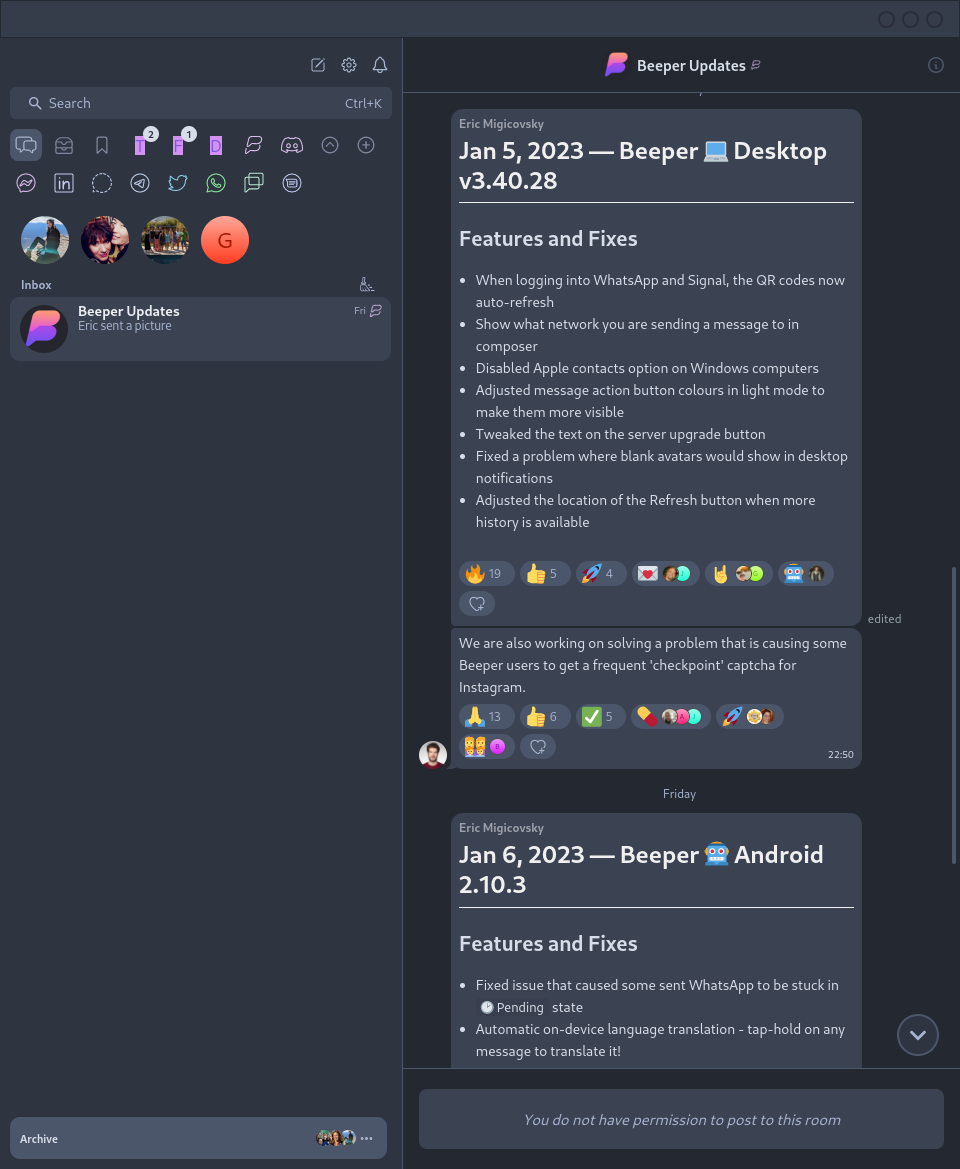 Search
Ctrl+K
T 2
F 1
D
G
Inbox
Beeper Updates
Fri
Eric sent a picture
Archive
Beeper Updates
Eric Migicovsky
Jan 5, 2023 — Beeper 💻 Desktop
v3.40.28
Features and Fixes
• When logging into WhatsApp and Signal, the QR codes now
auto-refresh
• Show what network you are sending a message to in
composer
• Disabled Apple contacts option on Windows computers
• Adjusted message action button colours in light mode to
make them more visible
• Tweaked the text on the server upgrade button
• Fixed a problem where blank avatars would show in desktop
notifications
• Adjusted the location of the Refresh button when more
history is available
🔥 19 👍 5 🚀 4 💌 J 🤘 G 🤖
edited
We are also working on solving a problem that is causing some
Beeper users to get a frequent 'checkpoint' captcha for
Instagram.
🙏 13 👍 6 ✅ 5 💊 A J 🚀
👯 B
22:50
Friday
Eric Migicovsky
Jan 6, 2023 — Beeper 🤖 Android
2.10.3
Features and Fixes
• Fixed issue that caused some sent WhatsApp to be stuck in
🕑 Pending state
• Automatic on-device language translation - tap-hold on any
message to translate it!
You do not have permission to post to this room